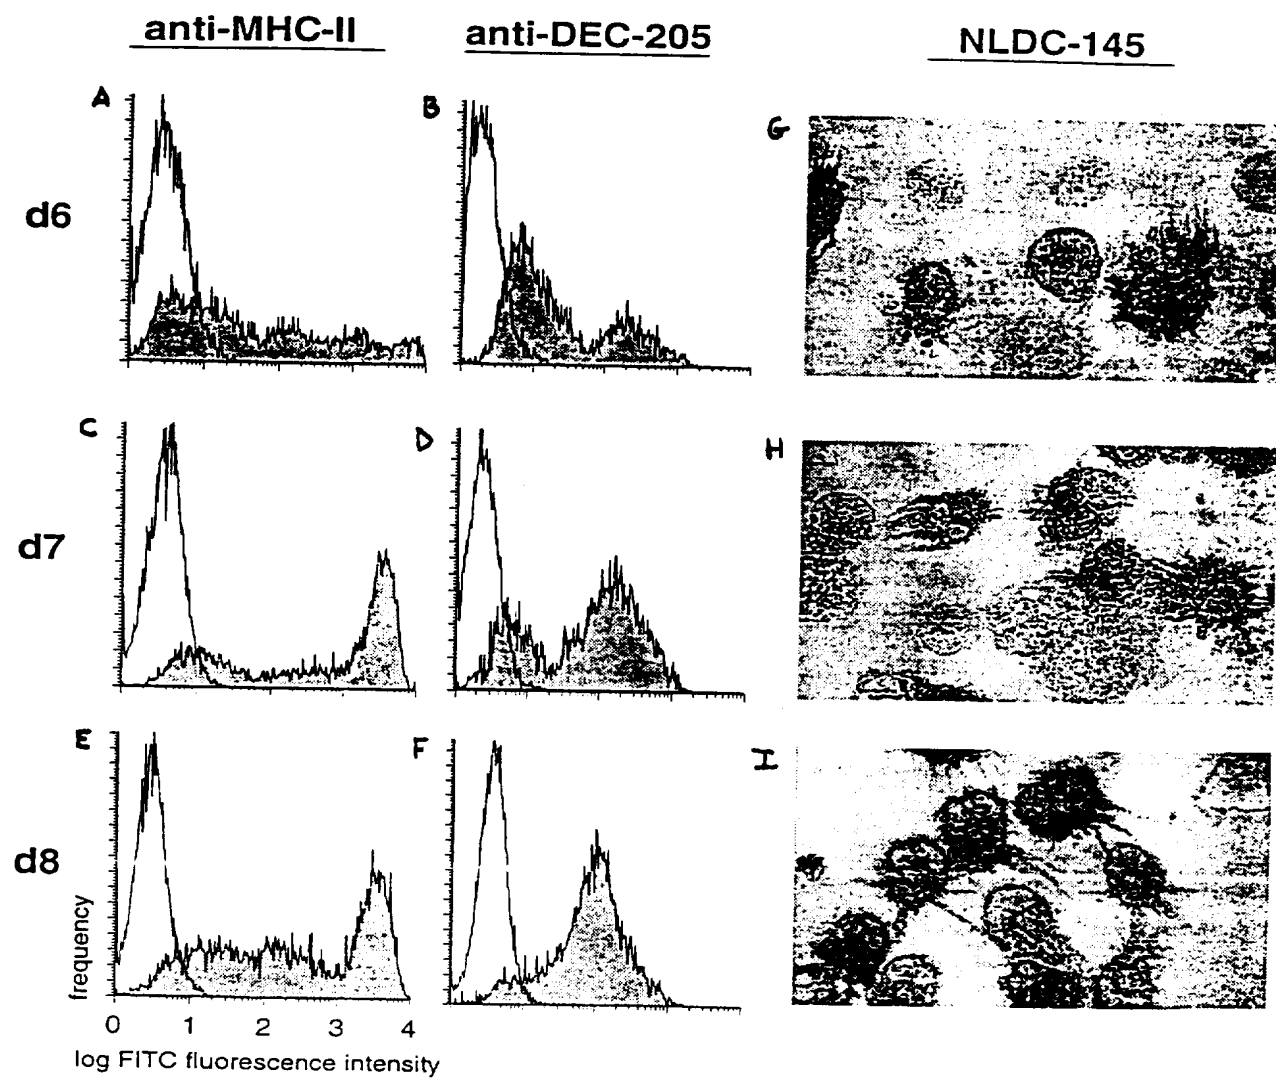 anti-MHC-II anti-DEC-205 NLDC-145
A B G
d6
C D H
d7
E F I
d8
frequency
0 1 2 3 4
log FITC fluorescence intensity